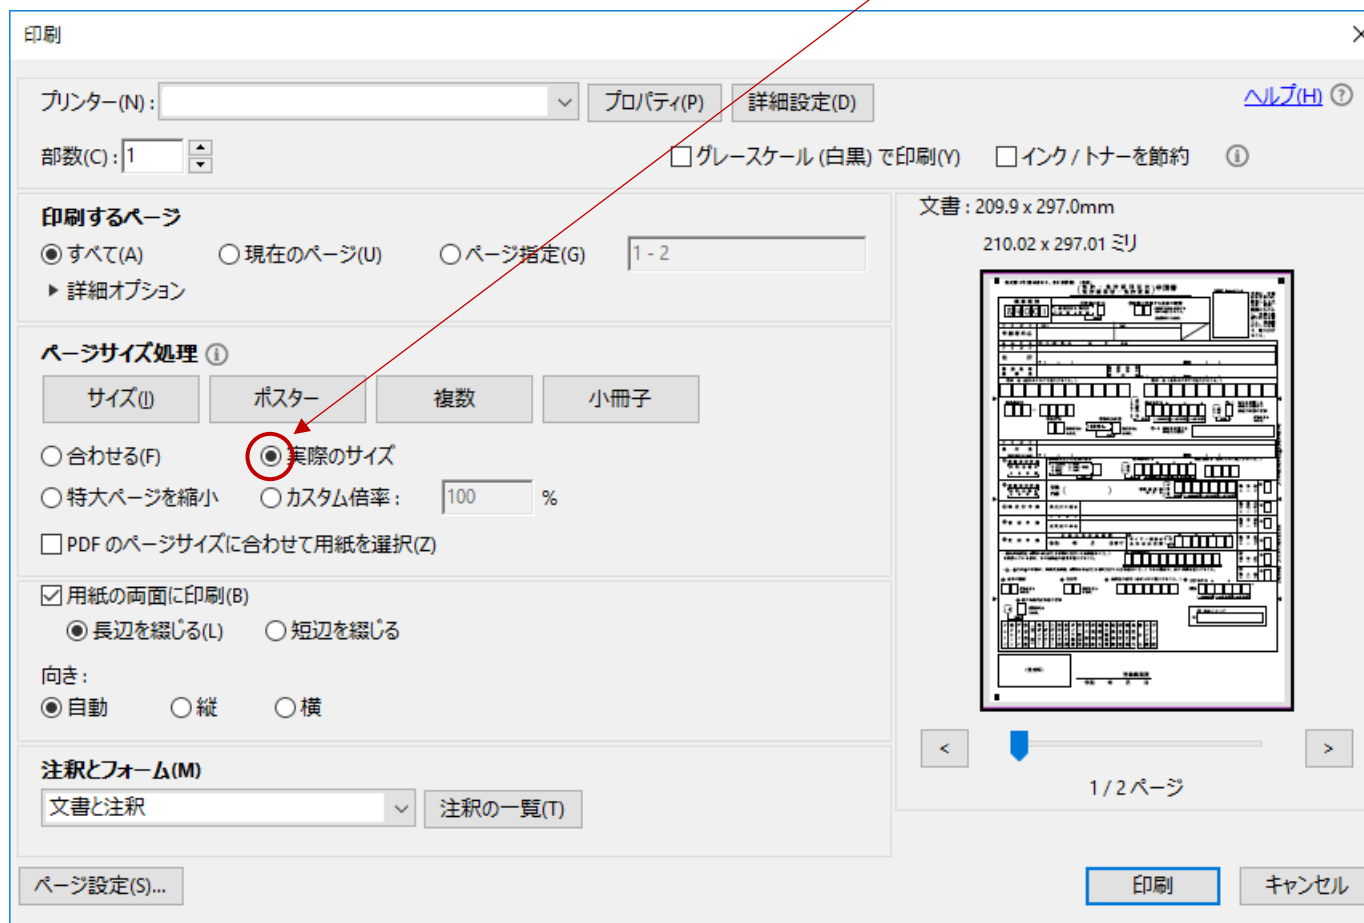 印刷
プリンター(N) : プロパティ(P) 詳細設定(D) ヘルプ(H)
部数(C) : 1 グレースケール (白黒) で印刷(Y) インク / トナーを節約
印刷するページ
すべて(A) 現在のページ(U) ページ指定(G) 1 - 2
詳細オプション
ページサイズ処理
サイズ(I) ポスター 複数 小冊子
合わせる(F) 実際のサイズ
特大ページを縮小 カスタム倍率 : 100 %
PDF のページサイズに合わせて用紙を選択(Z)
用紙の両面に印刷(B)
長辺を綴じる(L) 短辺を綴じる
向き :
自動 縦 横
注釈とフォーム(M)
文書と注釈 注釈の一覧(T)
ページ設定(S)...
文書 : 209.9 x 297.0mm
210.02 x 297.01 ミリ
< >
1 / 2 ページ
印刷 キャンセル